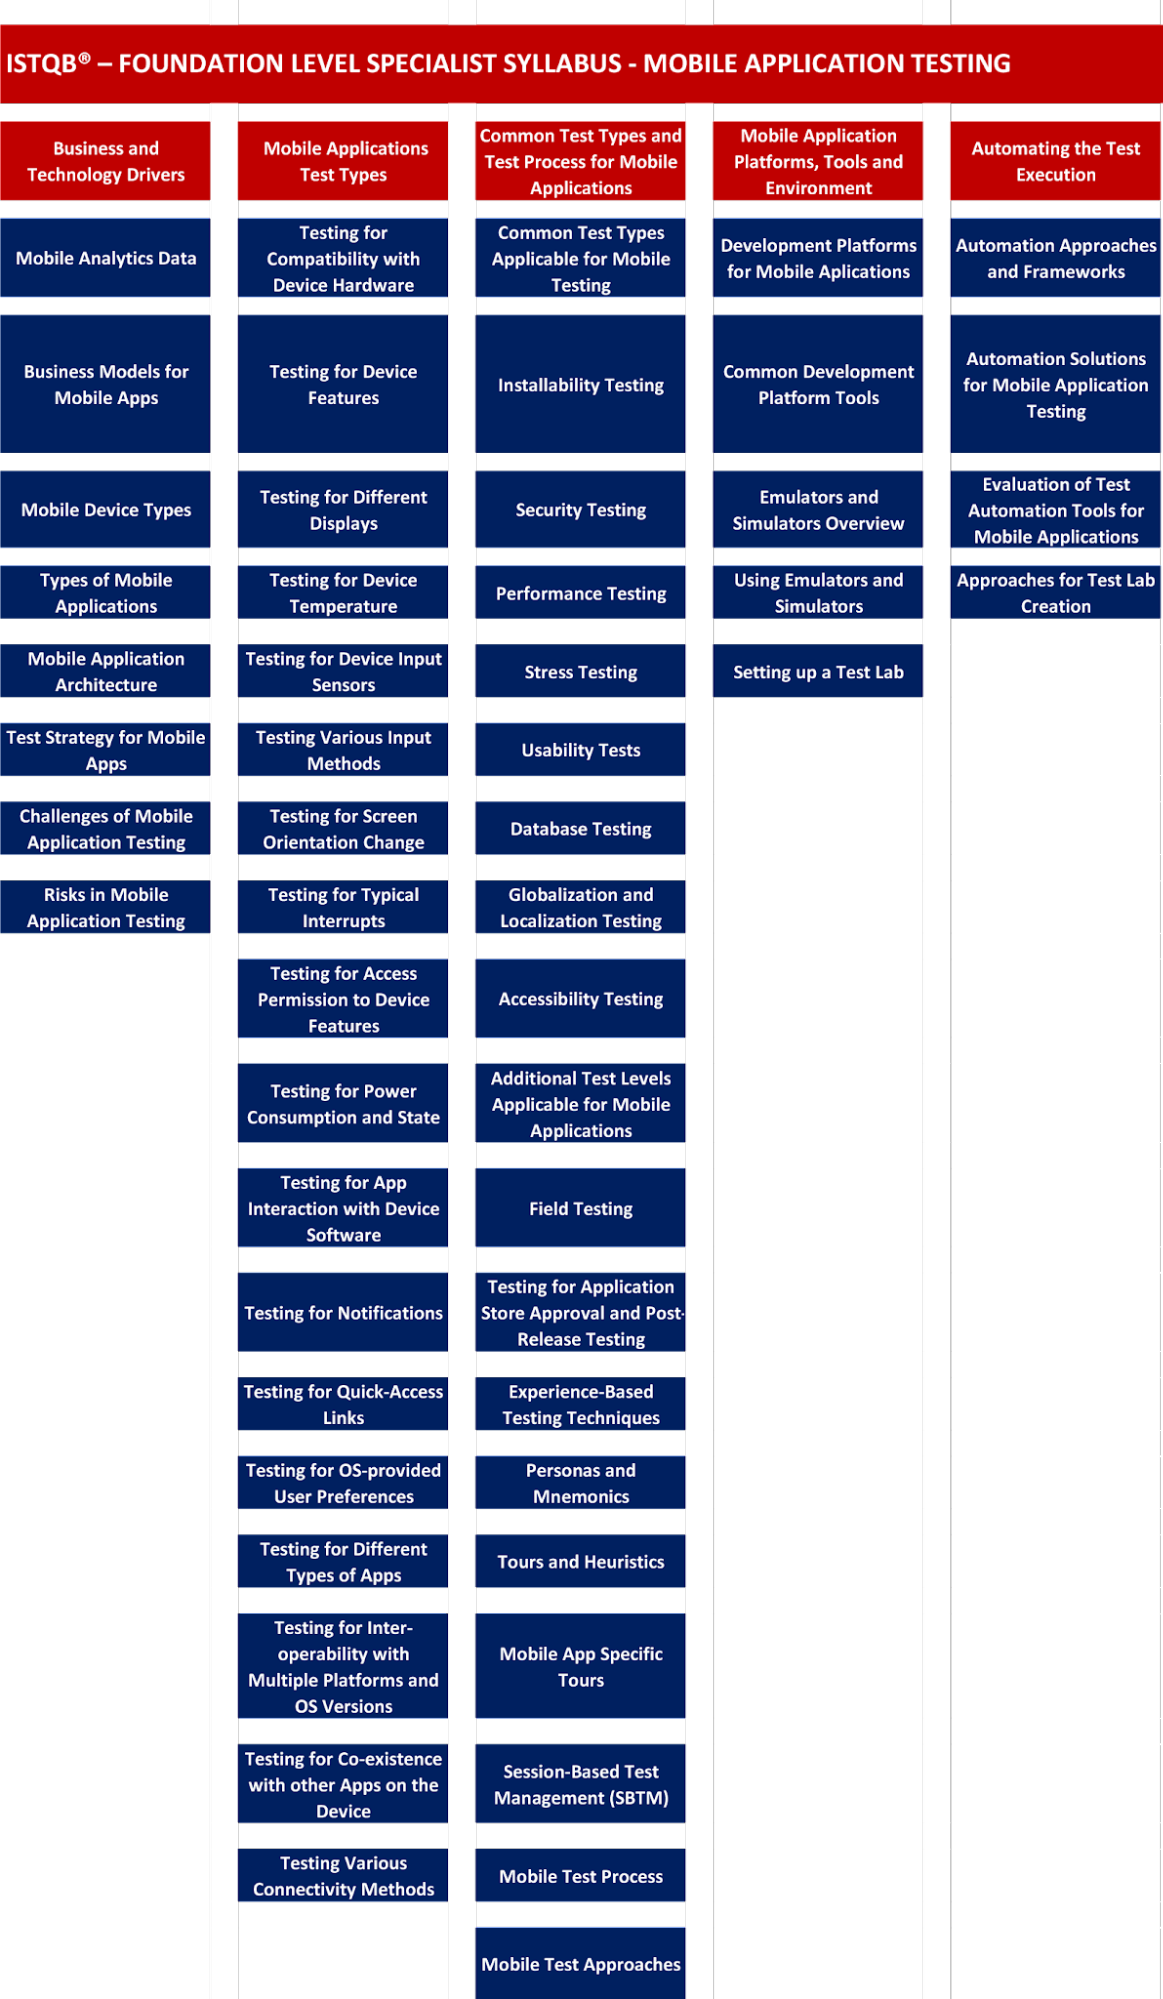 ISTQB® – FOUNDATION LEVEL SPECIALIST SYLLABUS - MOBILE APPLICATION TESTING
Business and
Technology Drivers
Mobile Analytics Data
Business Models for
Mobile Apps
Mobile Device Types
Types of Mobile
Applications
Mobile Application
Architecture
Test Strategy for Mobile
Apps
Challenges of Mobile
Application Testing
Risks in Mobile
Application Testing
Mobile Applications
Test Types
Testing for
Compatibility with
Device Hardware
Testing for Device
Features
Testing for Different
Displays
Testing for Device
Temperature
Testing for Device Input
Sensors
Testing Various Input
Methods
Testing for Screen
Orientation Change
Testing for Typical
Interrupts
Testing for Access
Permission to Device
Features
Testing for Power
Consumption and State
Testing for App
Interaction with Device
Software
Testing for Notifications
Testing for Quick-Access
Links
Testing for OS-provided
User Preferences
Testing for Different
Types of Apps
Testing for Inter-
operability with
Multiple Platforms and
OS Versions
Testing for Co-existence
with other Apps on the
Device
Testing Various
Connectivity Methods
Common Test Types and
Test Process for Mobile
Applications
Common Test Types
Applicable for Mobile
Testing
Installability Testing
Security Testing
Performance Testing
Stress Testing
Usability Tests
Database Testing
Globalization and
Localization Testing
Accessibility Testing
Additional Test Levels
Applicable for Mobile
Applications
Field Testing
Testing for Application
Store Approval and Post-
Release Testing
Experience-Based
Testing Techniques
Personas and
Mnemonics
Tours and Heuristics
Mobile App Specific
Tours
Session-Based Test
Management (SBTM)
Mobile Test Process
Mobile Test Approaches
Mobile Application
Platforms, Tools and
Environment
Development Platforms
for Mobile Aplications
Common Development
Platform Tools
Emulators and
Simulators Overview
Using Emulators and
Simulators
Setting up a Test Lab
Automating the Test
Execution
Automation Approaches
and Frameworks
Automation Solutions
for Mobile Application
Testing
Evaluation of Test
Automation Tools for
Mobile Applications
Approaches for Test Lab
Creation